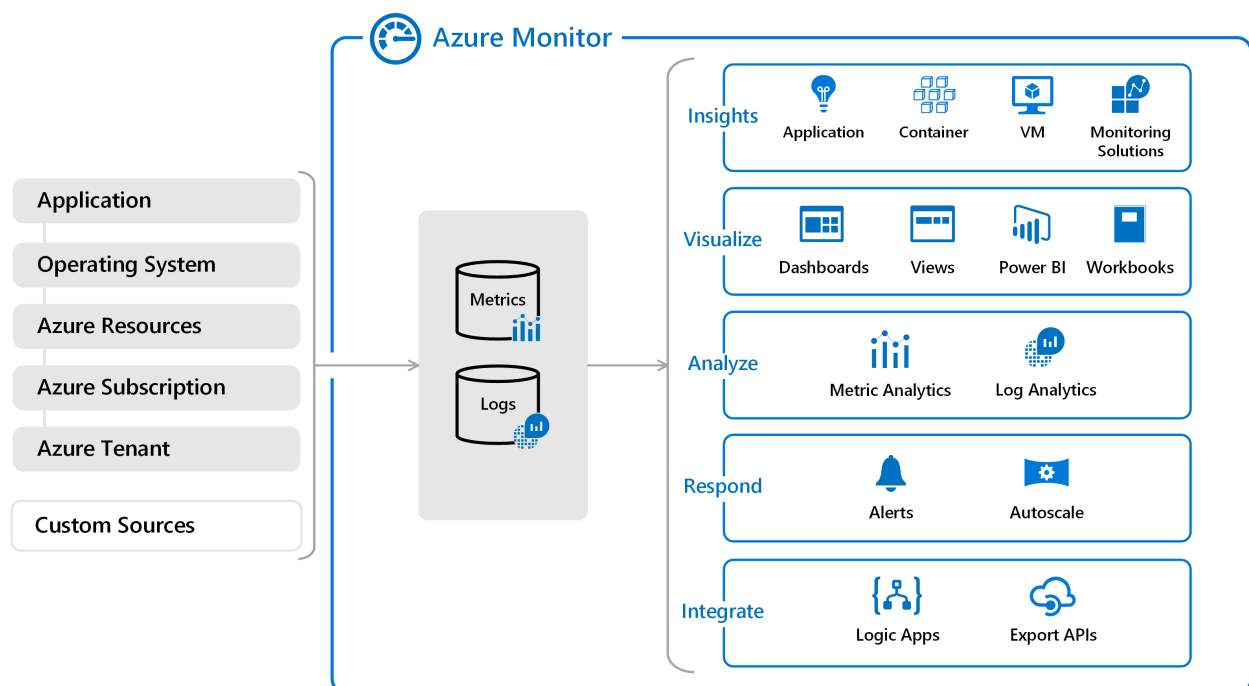 Azure Monitor
Application
Operating System
Azure Resources
Azure Subscription
Azure Tenant
Custom Sources
Metrics
Logs
Insights
Application
Container
VM
Monitoring
Solutions
Visualize
Dashboards
Views
Power BI
Workbooks
Analyze
Metric Analytics
Log Analytics
Respond
Alerts
Autoscale
Integrate
Logic Apps
Export APIs